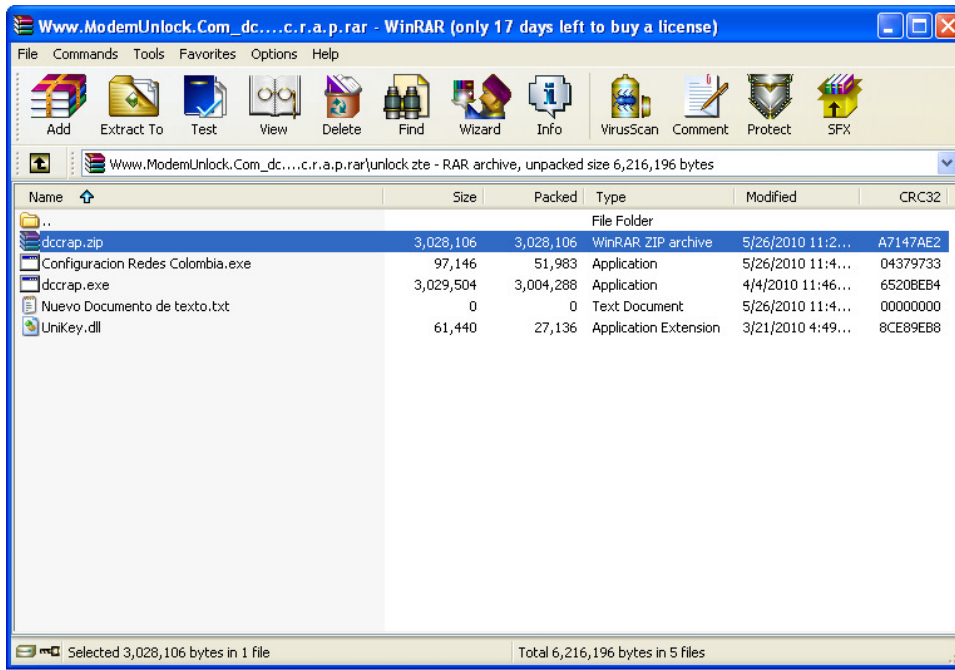 Www.ModemUnlock.Com_dc....c.r.a.p.rar - WinRAR (only 17 days left to buy a license)
File Commands Tools Favorites Options Help
Add Extract To Test View Delete Find Wizard Info VirusScan Comment Protect SFX
Www.ModemUnlock.Com_dc....c.r.a.p.rar\unlock zte - RAR archive, unpacked size 6,216,196 bytes
Name Size Packed Type Modified CRC32
.. File Folder
dccrap.zip 3,028,106 3,028,106 WinRAR ZIP archive 5/26/2010 11:2... A7147AE2
Configuracion Redes Colombia.exe 97,146 51,983 Application 5/26/2010 11:4... 04379733
dccrap.exe 3,029,504 3,004,288 Application 4/4/2010 11:46... 6520BEB4
Nuevo Documento de texto.txt 0 0 Text Document 5/26/2010 11:4... 00000000
UniKey.dll 61,440 27,136 Application Extension 3/21/2010 4:49... 8CE89EB8
Selected 3,028,106 bytes in 1 file Total 6,216,196 bytes in 5 files